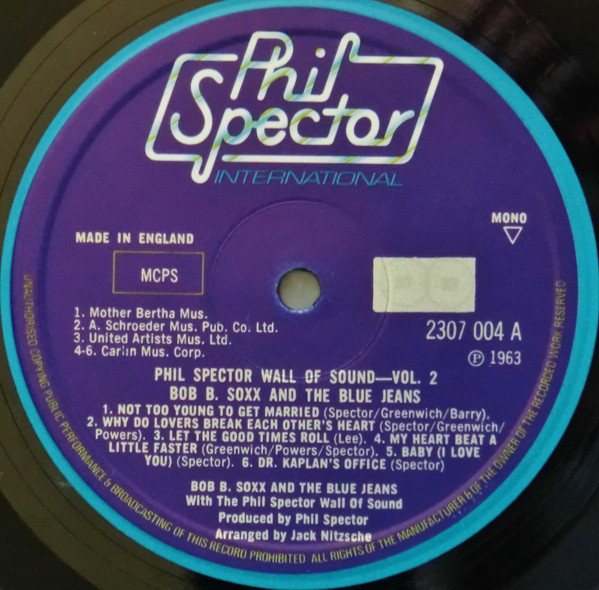 Phil
Spector
INTERNATIONAL
MONO
MADE IN ENGLAND
MCPS
1. Mother Bertha Mus.
2. A. Schroeder Mus. Pub. Co. Ltd.
3. United Artists Mus. Ltd.
4-6. Carlin Mus. Corp.
2307 004 A
Ⓟ 1963
PHIL SPECTOR WALL OF SOUND—VOL. 2
BOB B. SOXX AND THE BLUE JEANS
1. NOT TOO YOUNG TO GET MARRIED (Spector/Greenwich/Barry).
2. WHY DO LOVERS BREAK EACH OTHER'S HEART (Spector/Greenwich/
Powers). 3. LET THE GOOD TIMES ROLL (Lee). 4. MY HEART BEAT A
LITTLE FASTER (Greenwich/Powers/Spector). 5. BABY (I LOVE
YOU) (Spector). 6. DR. KAPLAN'S OFFICE (Spector)
BOB B. SOXX AND THE BLUE JEANS
With The Phil Spector Wall Of Sound
Produced by Phil Spector
Arranged by Jack Nitzsche
UNAUTHORISED COPYING PUBLIC PERFORMANCE & BROADCASTING OF THIS RECORD PROHIBITED ALL RIGHTS OF THE MANUFACTURER & OF THE OWNER OF THE RECORDED WORK RESERVED